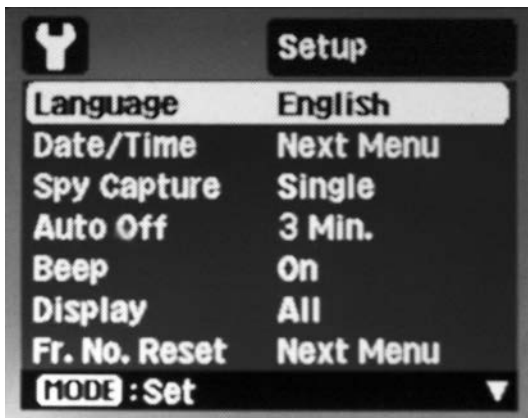 Setup
Language English
Date/Time Next Menu
Spy Capture Single
Auto Off 3 Min.
Beep On
Display All
Fr. No. Reset Next Menu
MODE :Set